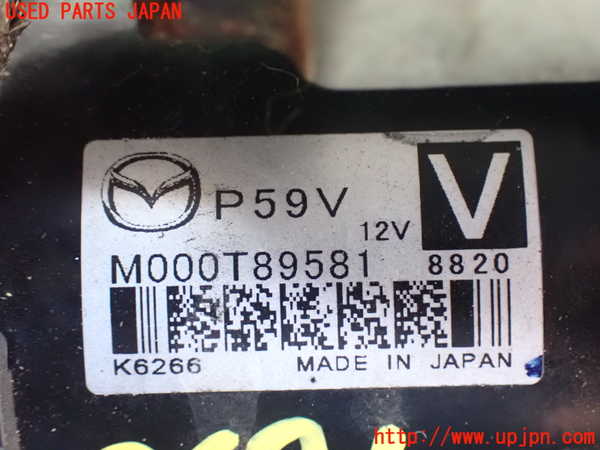 USED PARTS JAPAN
P59V
12V
V
M000T89581
8820
K6266
MADE IN JAPAN
http://www.upjpn.com/